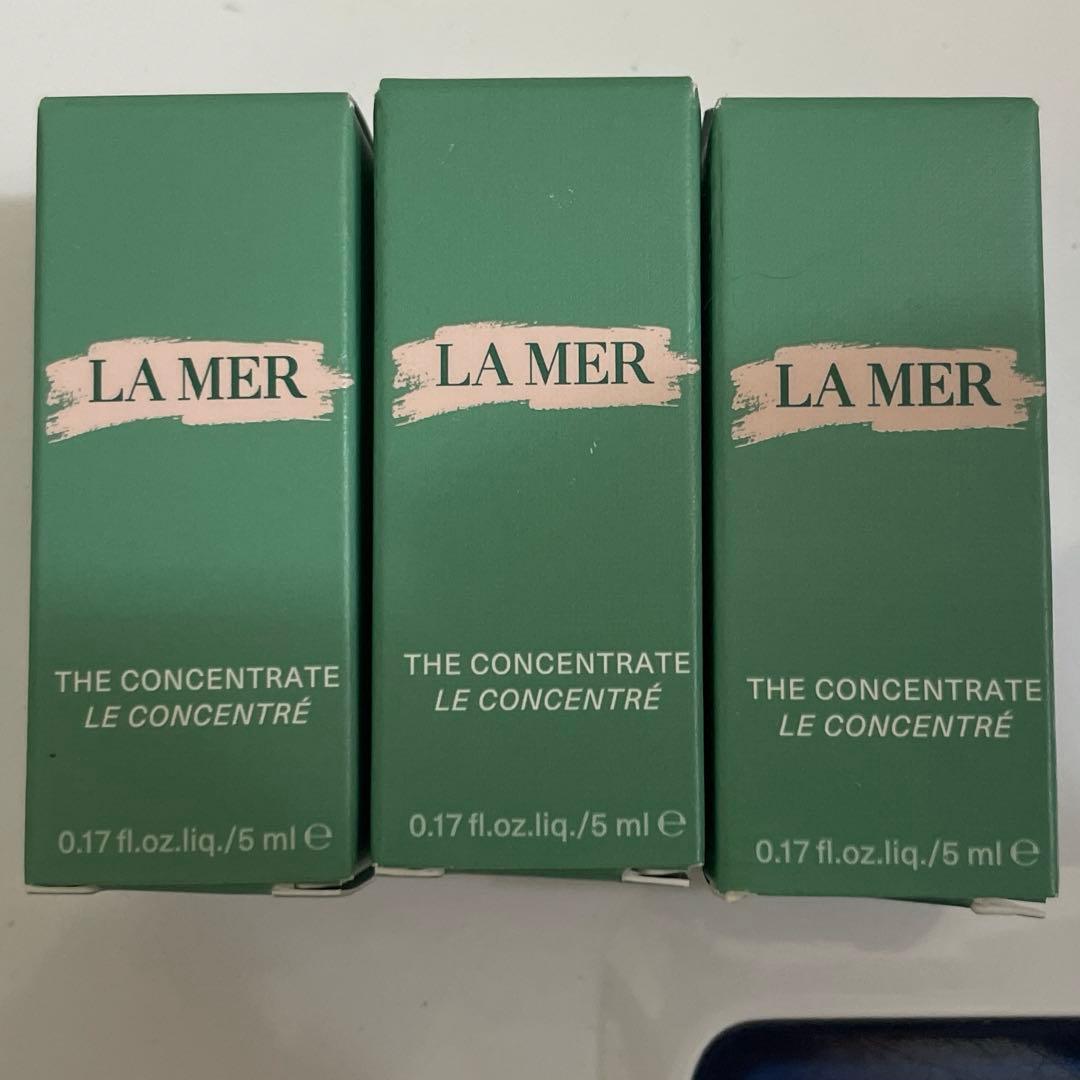 LA MER
THE CONCENTRATE
LE CONCENTRÉ
0.17 fl.oz.liq./5 ml ℮
LA MER
THE CONCENTRATE
LE CONCENTRÉ
0.17 fl.oz.liq./5 ml ℮
LA MER
THE CONCENTRATE
LE CONCENTRÉ
0.17 fl.oz.liq./5 ml ℮